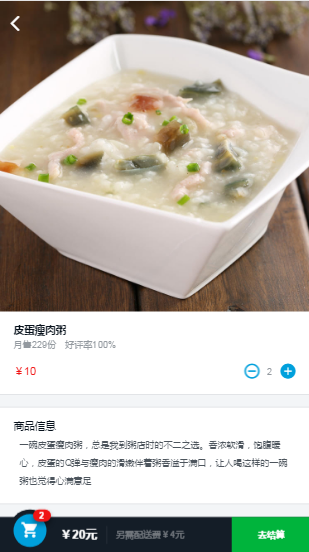 皮蛋瘦肉粥
月售229份 好评率100%
￥10
2
商品信息
一碗皮蛋瘦肉粥，总是我到粥店时的不二之选。香浓软滑，饱腹暖
心，皮蛋的Q弹与瘦肉的滑嫩伴着粥香溢于满口，让人喝这样的一碗
粥也觉得心满意足
2
￥20元
另需配送费￥4元
去结算